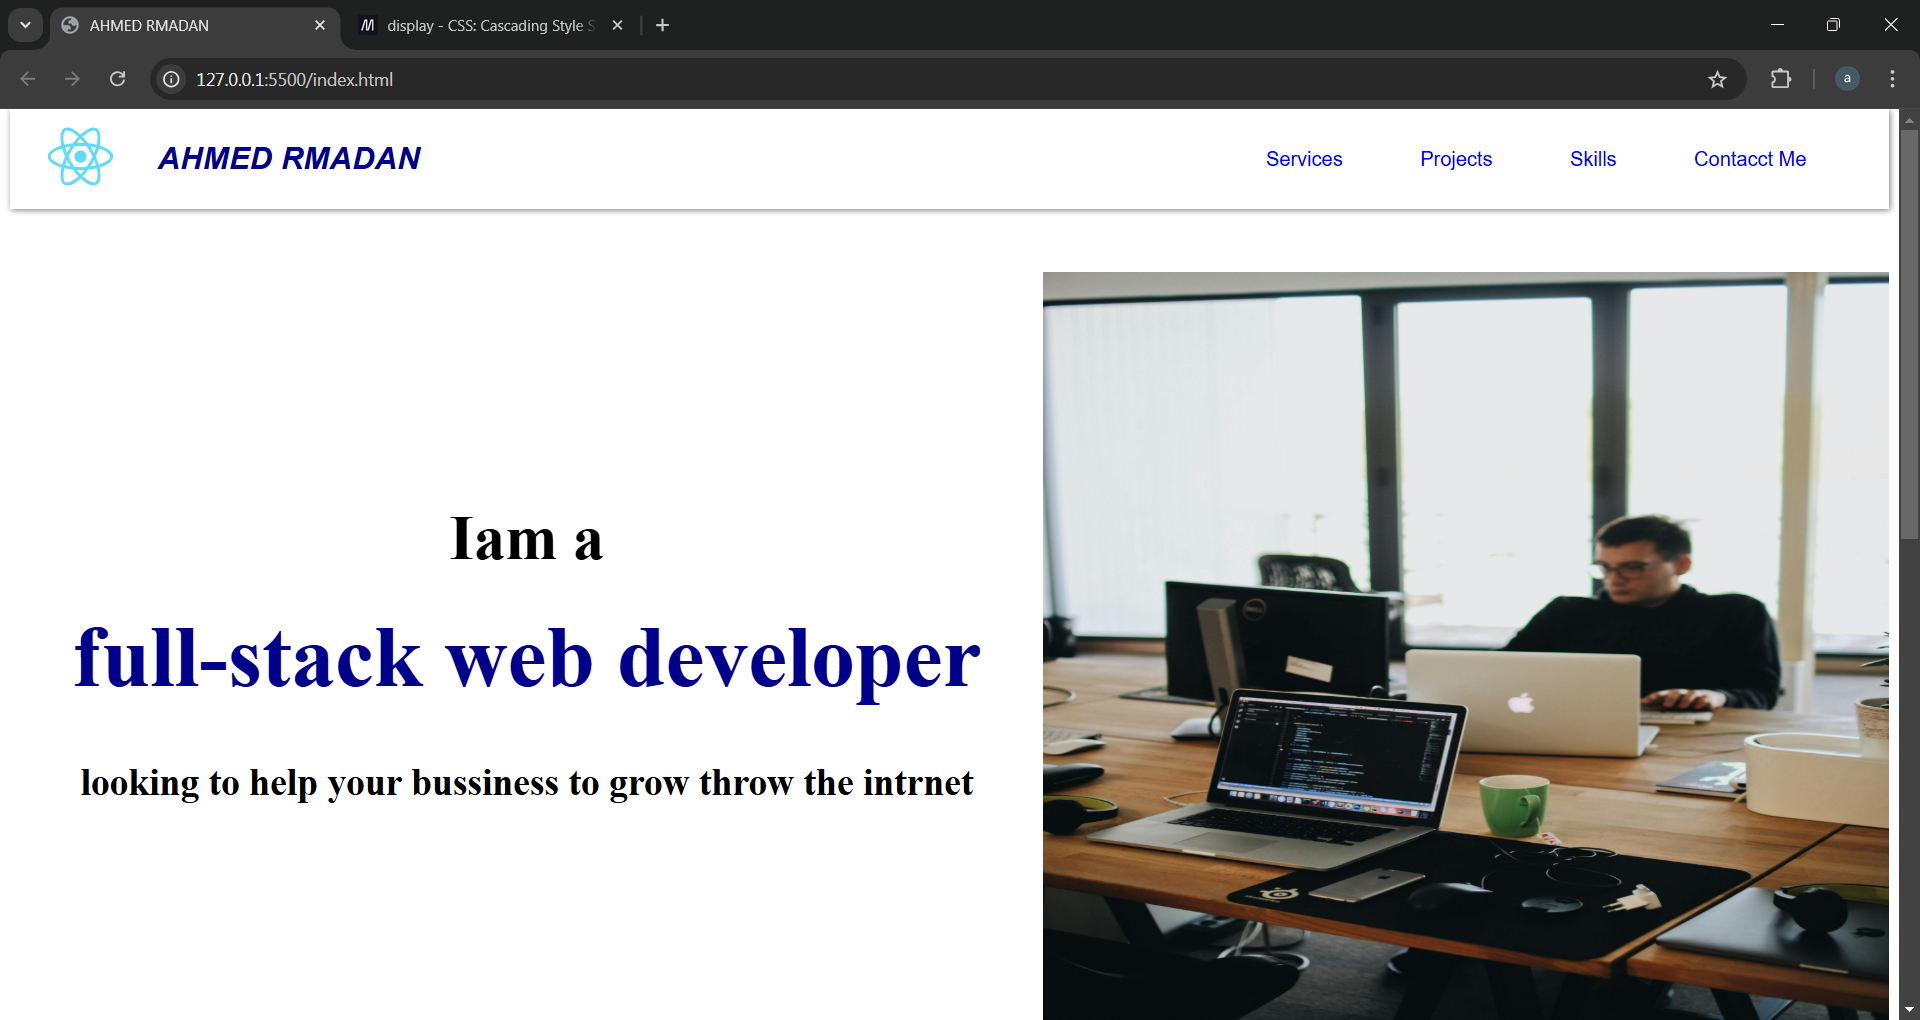 AHMED RMADAN
display - CSS: Cascading Style S
127.0.0.1:5500/index.html
a
AHMED RMADAN
Services
Projects
Skills
Contacct Me
Iam a
full-stack web developer
looking to help your bussiness to grow throw the intrnet
DELL